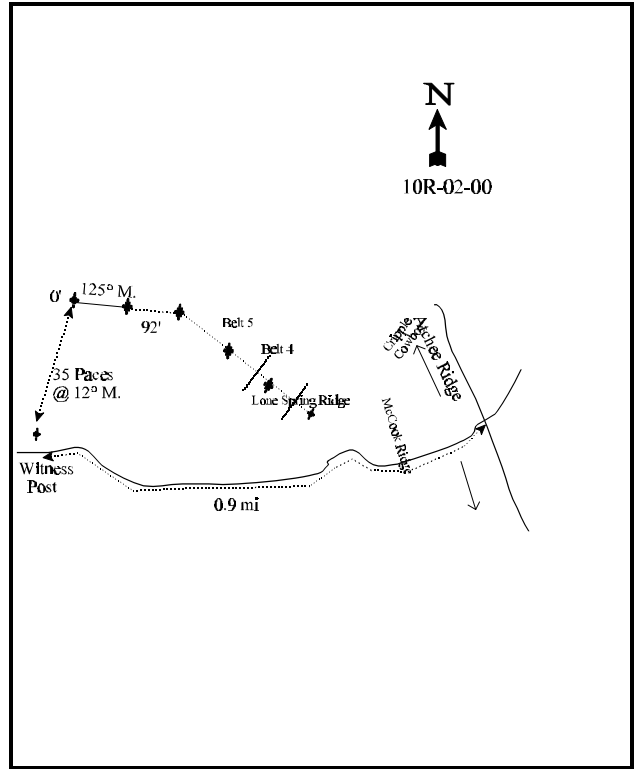 N
10R-02-00
0'
125° M.
92'
Belt 5
Belt 4
Lone Spring Ridge
35 Paces
@ 12° M.
Cripple
Cowboy
Atchee Ridge
McCook Ridge
Witness
Post
0.9 mi